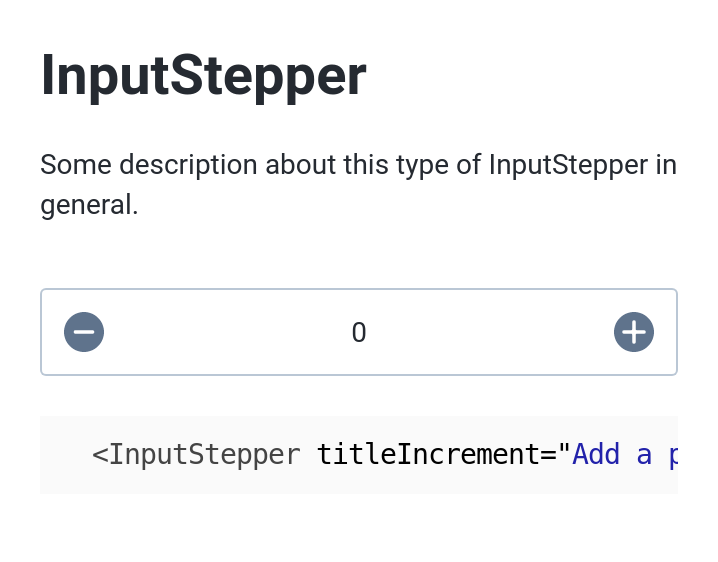 InputStepper
Some description about this type of InputStepper in
general.
0
<InputStepper titleIncrement="Add a p